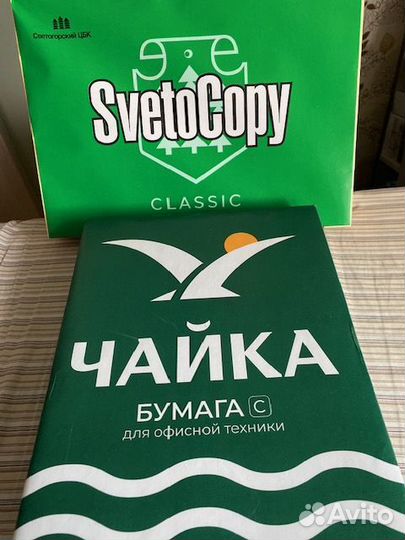 Светогорский ЦБК
SvetoCopy
CLASSIC
ЧАЙКА
БУМАГА C
для офисной техники
Avito